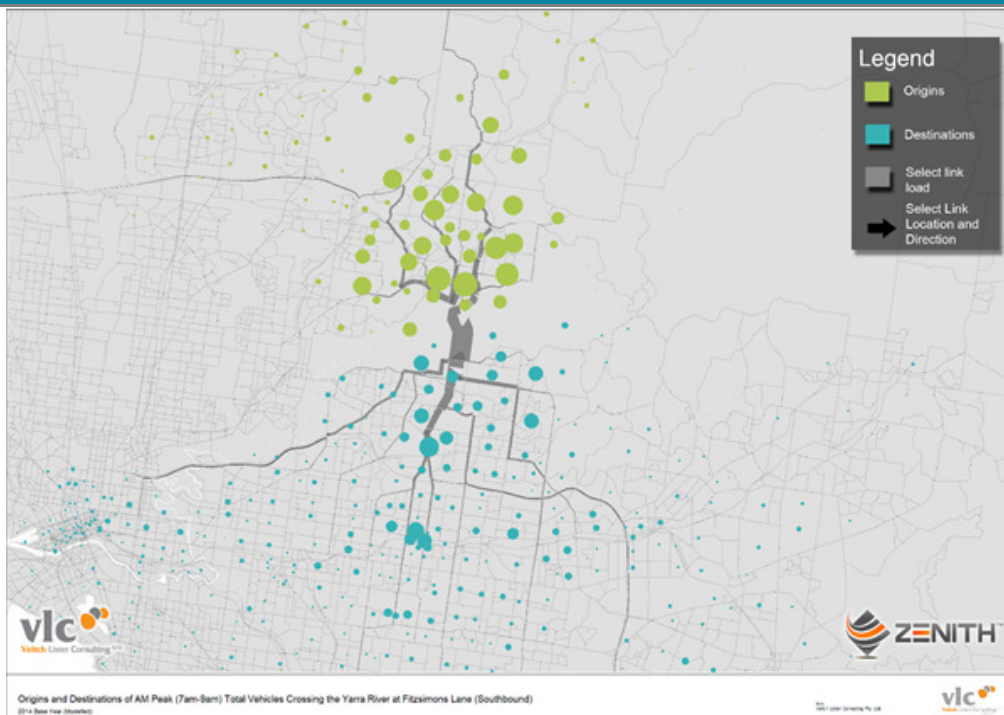 Legend
Origins
Destinations
Select link
load
Select Link
Location and
Direction
vlc
Veitch Lister Consulting
ZENITH
Origins and Destinations of AM Peak (7am-9am) Total Vehicles Crossing the Yarra River at Fitzsimons Lane (Southbound)
2014 Base Year (Modelled)
vlc